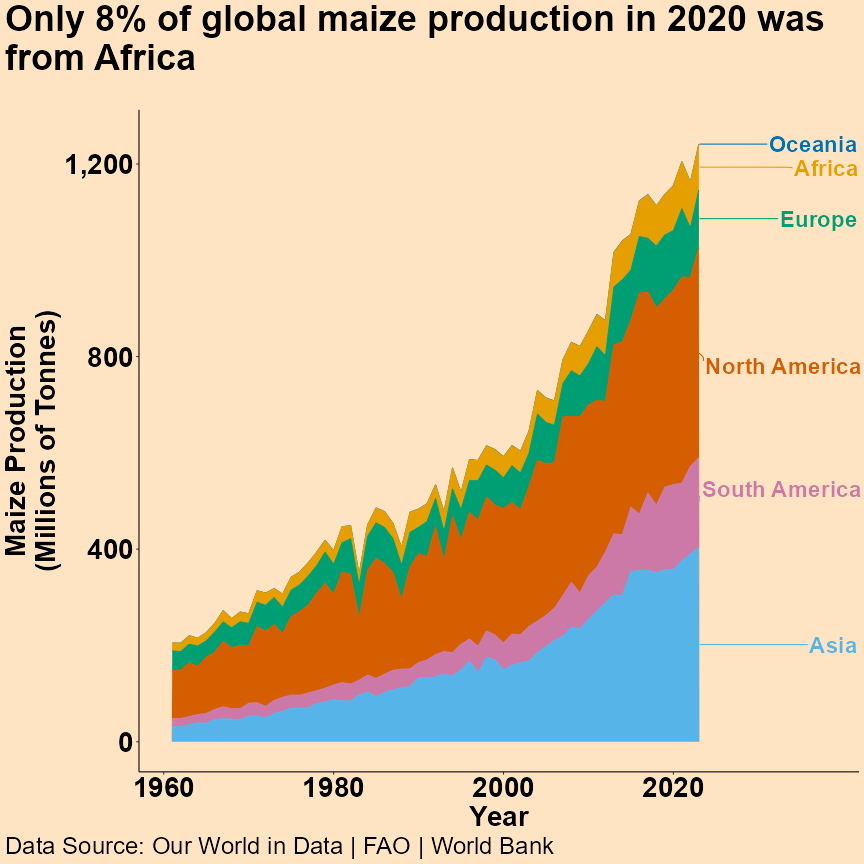 Only 8% of global maize production in 2020 was
from Africa
1,200
800
400
0
Maize Production
(Millions of Tonnes)
Oceania
Africa
Europe
North America
South America
Asia
1960 1980 2000 2020
Year
Data Source: Our World in Data | FAO | World Bank